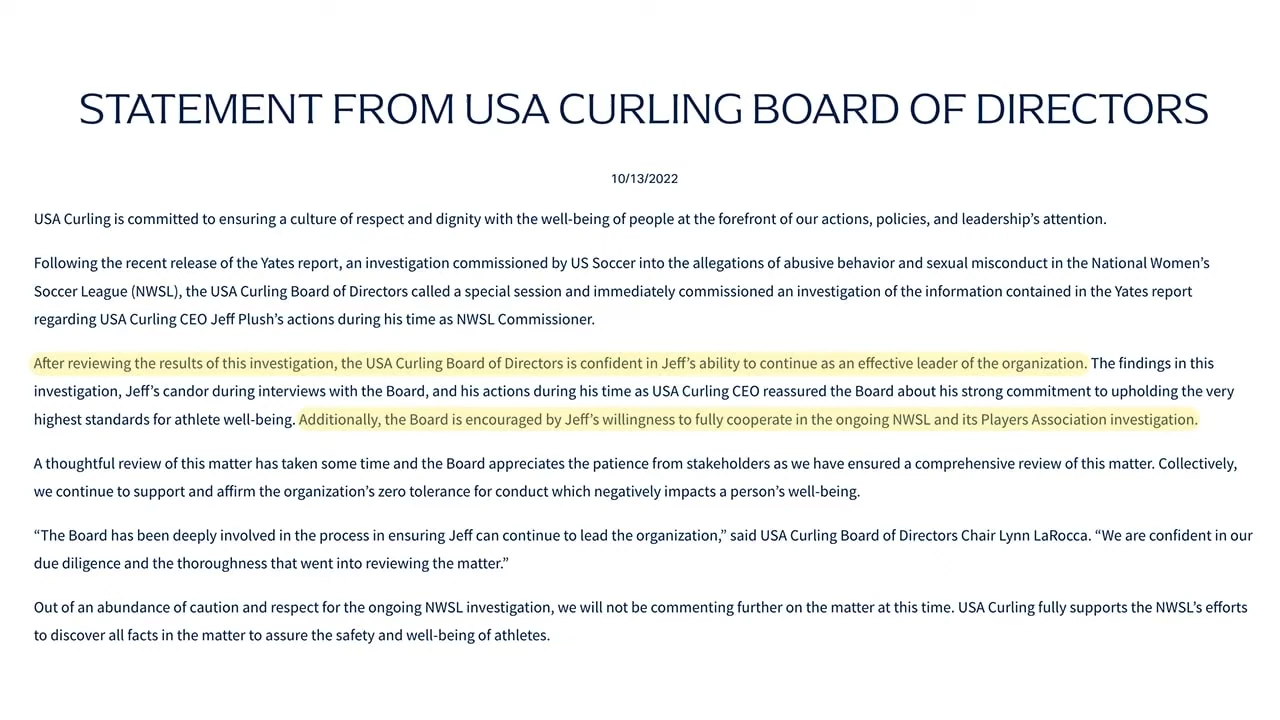 STATEMENT FROM USA CURLING BOARD OF DIRECTORS
10/13/2022
USA Curling is committed to ensuring a culture of respect and dignity with the well-being of people at the forefront of our actions, policies, and leadership’s attention.
Following the recent release of the Yates report, an investigation commissioned by US Soccer into the allegations of abusive behavior and sexual misconduct in the National Women’s
Soccer League (NWSL), the USA Curling Board of Directors called a special session and immediately commissioned an investigation of the information contained in the Yates report
regarding USA Curling CEO Jeff Plush’s actions during his time as NWSL Commissioner.
After reviewing the results of this investigation, the USA Curling Board of Directors is confident in Jeff’s ability to continue as an effective leader of the organization. The findings in this
investigation, Jeff’s candor during interviews with the Board, and his actions during his time as USA Curling CEO reassured the Board about his strong commitment to upholding the very
highest standards for athlete well-being. Additionally, the Board is encouraged by Jeff’s willingness to fully cooperate in the ongoing NWSL and its Players Association investigation.
A thoughtful review of this matter has taken some time and the Board appreciates the patience from stakeholders as we have ensured a comprehensive review of this matter. Collectively,
we continue to support and affirm the organization’s zero tolerance for conduct which negatively impacts a person’s well-being.
“The Board has been deeply involved in the process in ensuring Jeff can continue to lead the organization,” said USA Curling Board of Directors Chair Lynn LaRocca. “We are confident in our
due diligence and the thoroughness that went into reviewing the matter.”
Out of an abundance of caution and respect for the ongoing NWSL investigation, we will not be commenting further on the matter at this time. USA Curling fully supports the NWSL’s efforts
to discover all facts in the matter to assure the safety and well-being of athletes.